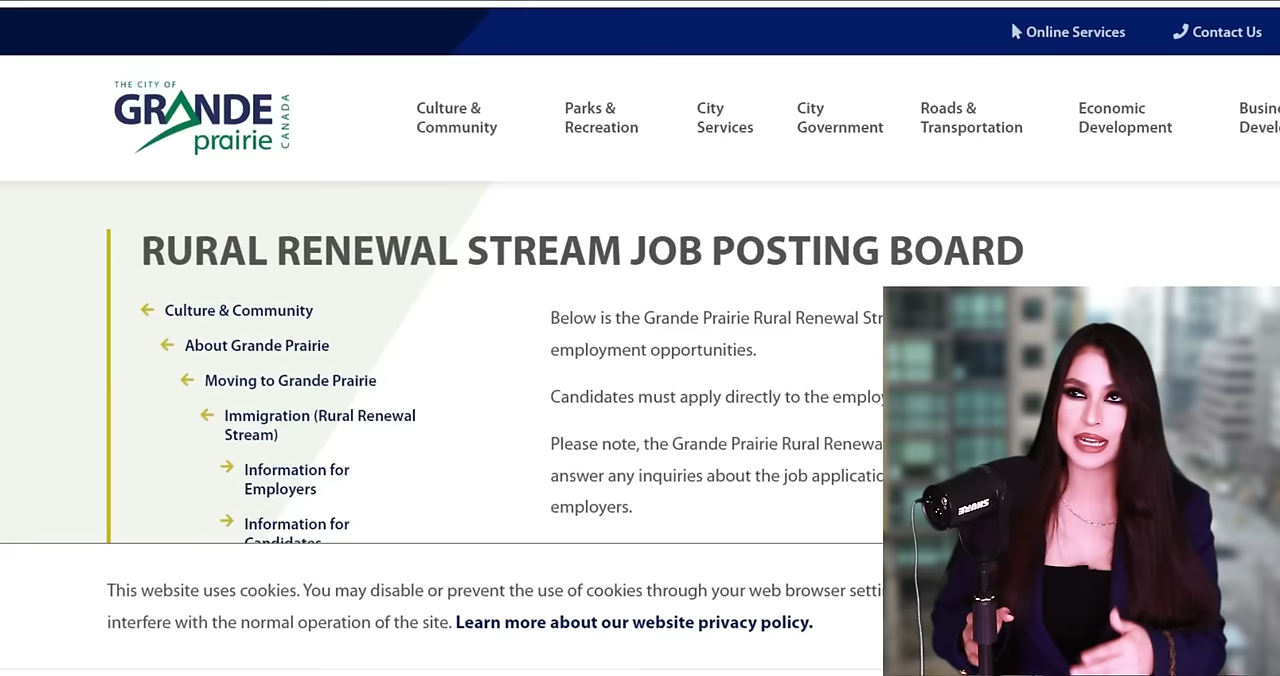 Online Services
Contact Us
THE CITY OF
GRANDE
prairie
CANADA
Culture &
Community
Parks &
Recreation
City
Services
City
Government
Roads &
Transportation
Economic
Development
RURAL RENEWAL STREAM JOB POSTING BOARD
Culture & Community
About Grande Prairie
Moving to Grande Prairie
Immigration (Rural Renewal
Stream)
Information for
Employers
Information for
Candidates
Below is the Grande Prairie Rural Renewal
employment opportunities.
Candidates must apply directly to the
Please note, the Grande Prairie Rural
answer any inquiries about the job
employers.
This website uses cookies. You may disable or prevent the use of cookies through your web browser
interfere with the normal operation of the site. Learn more about our website privacy policy.
SHURE